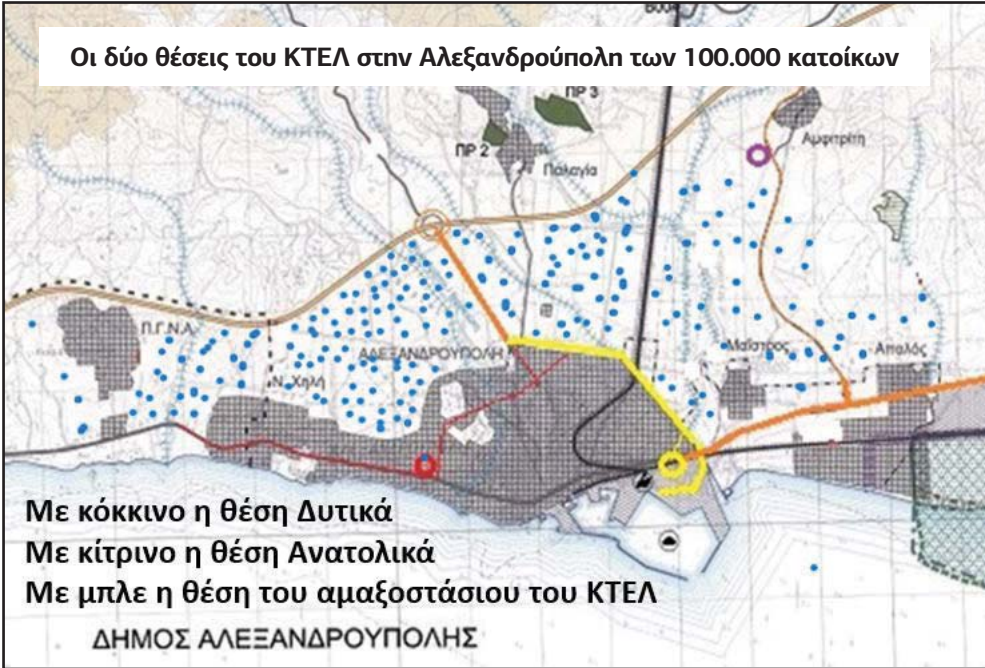 Οι δύο θέσεις του ΚΤΕΛ στην Αλεξανδρούπολη των 100.000 κατοίκων
ΠΡ 3
ΠΡ 2
Παλαγία
Αμφιτρίτη
Π.Γ.Ν.Α.
ΑΛΕΞΑΝΔΡΟΥΠΟΛΗ
Μαΐστρος
Απαλός
Ν. Χηλή
Με κόκκινο η θέση Δυτικά
Με κίτρινο η θέση Ανατολικά
Με μπλε η θέση του αμαξοστάσιου του ΚΤΕΛ
ΔΗΜΟΣ ΑΛΕΞΑΝΔΡΟΥΠΟΛΗΣ